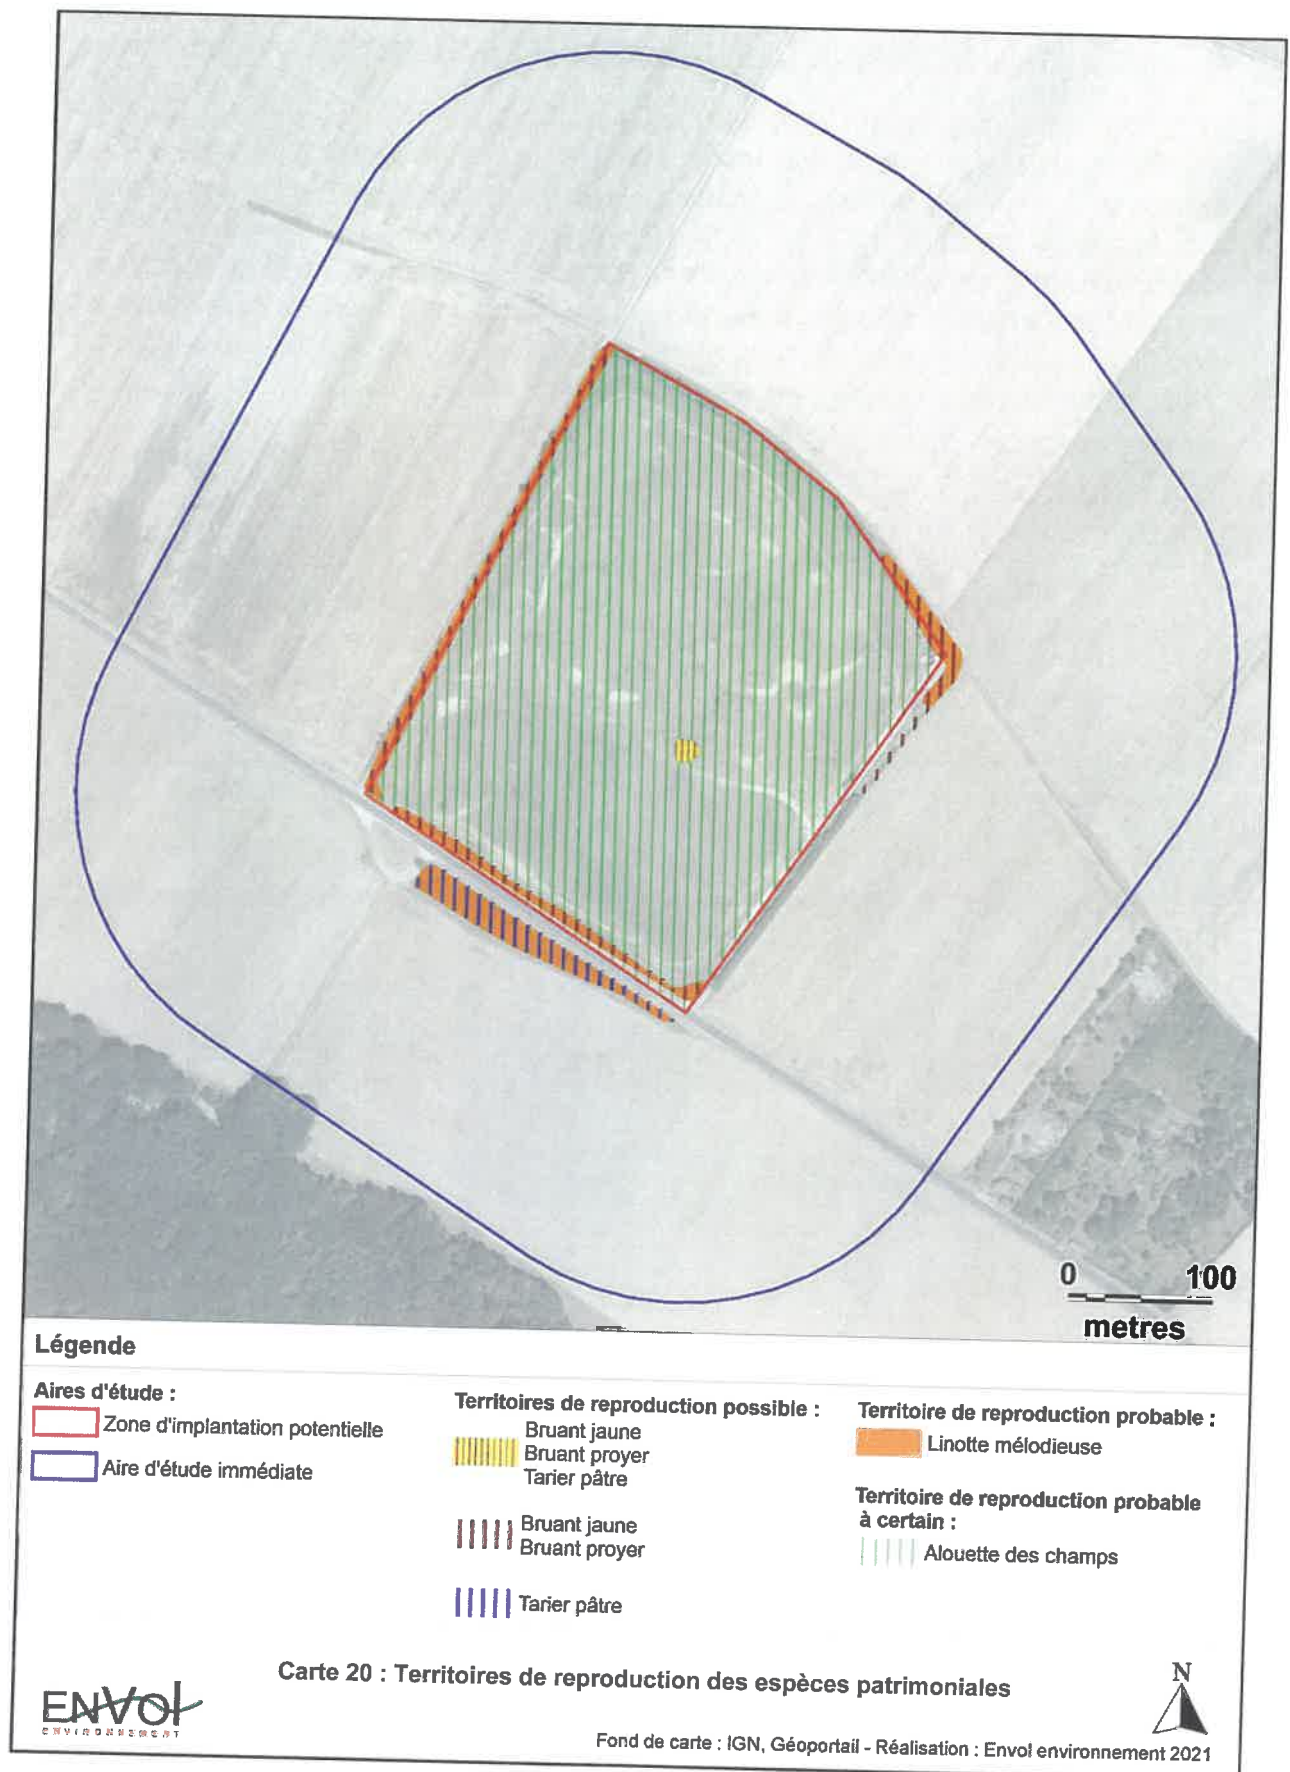 0 100
metres
Légende
Aires d'étude :
Zone d'implantation potentielle
Aire d'étude immédiate
Territoires de reproduction possible :
Bruant jaune
Bruant proyer
Tarier pâtre
Bruant jaune
Bruant proyer
Tarier pâtre
Territoire de reproduction probable :
Linotte mélodieuse
Territoire de reproduction probable
à certain :
Alouette des champs
Carte 20 : Territoires de reproduction des espèces patrimoniales
N
ENVOl
ENVIRONNEMENT
Fond de carte : IGN, Géoportail - Réalisation : Envol environnement 2021